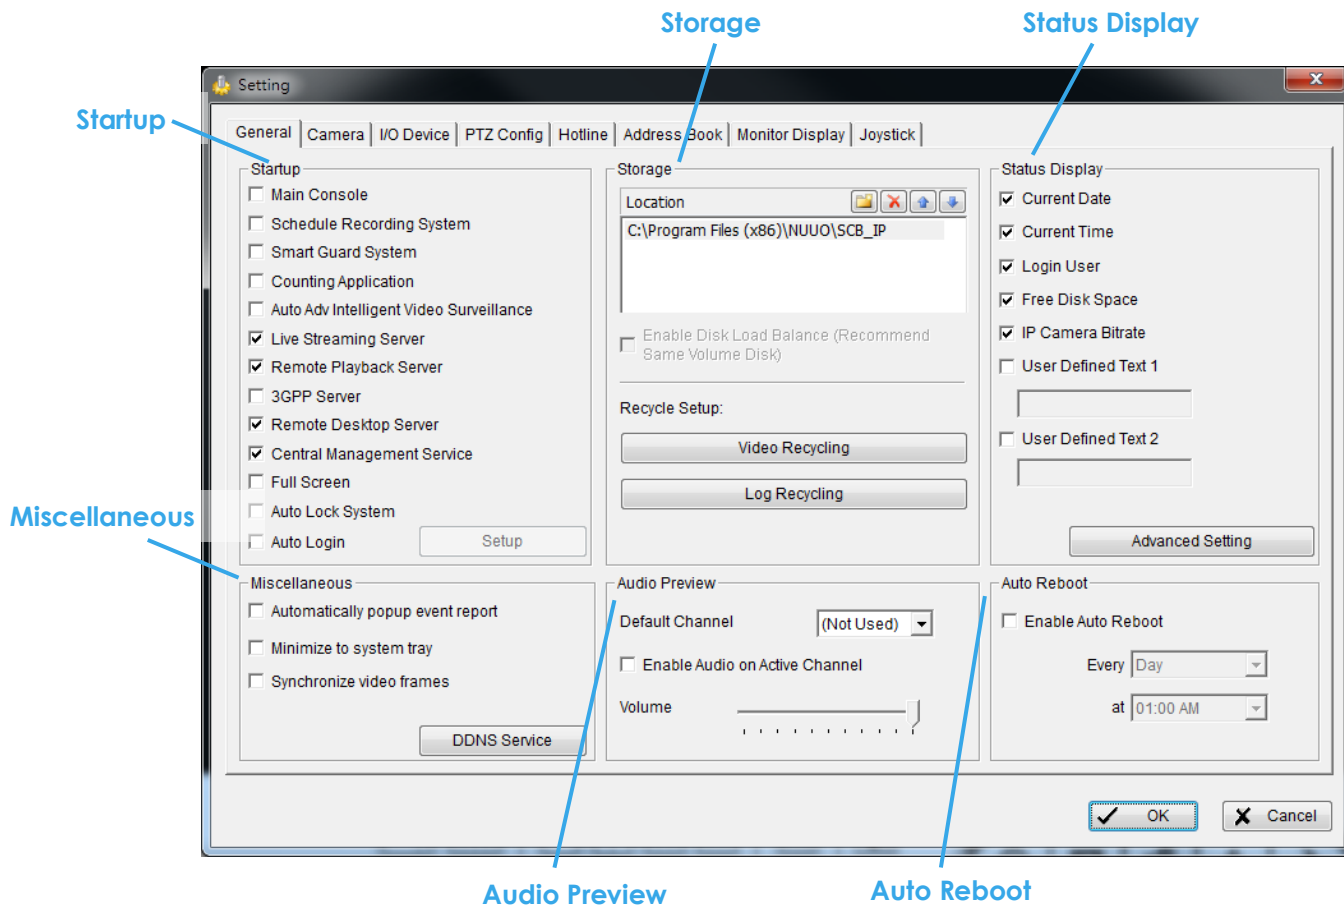 Storage
Status Display
Setting
Startup
General
Camera
I/O Device
PTZ Config
Hotline
Address Book
Monitor Display
Joystick
Startup
Main Console
Schedule Recording System
Smart Guard System
Counting Application
Auto Adv Intelligent Video Surveillance
Live Streaming Server
Remote Playback Server
3GPP Server
Remote Desktop Server
Central Management Service
Full Screen
Auto Lock System
Auto Login
Setup
Storage
Location
C:\Program Files (x86)\NUUO\SCB_IP
Enable Disk Load Balance (Recommend
Same Volume Disk)
Recycle Setup:
Video Recycling
Log Recycling
Status Display
Current Date
Current Time
Login User
Free Disk Space
IP Camera Bitrate
User Defined Text 1
User Defined Text 2
Advanced Setting
Miscellaneous
Miscellaneous
Automatically popup event report
Minimize to system tray
Synchronize video frames
DDNS Service
Audio Preview
Default Channel
(Not Used)
Enable Audio on Active Channel
Volume
Auto Reboot
Enable Auto Reboot
Every
Day
at
01:00 AM
OK
Cancel
Audio Preview
Auto Reboot